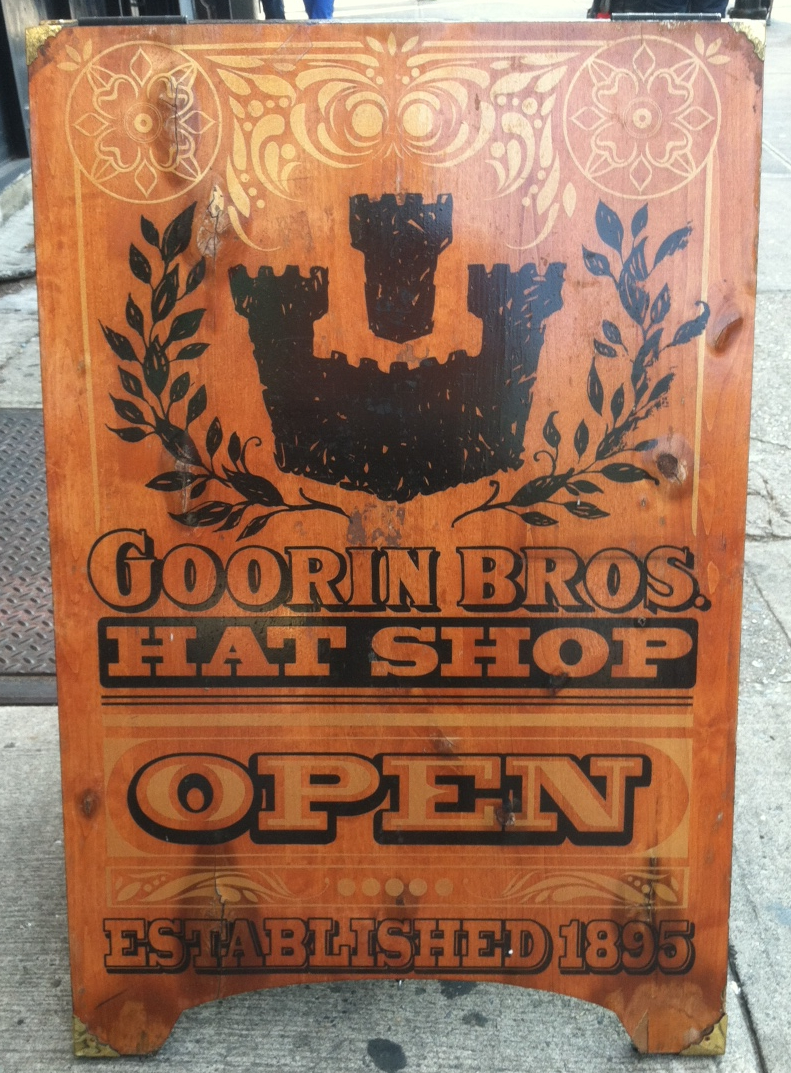 GOORIN BROS.
HAT SHOP
OPEN
ESTABLISHED 1895